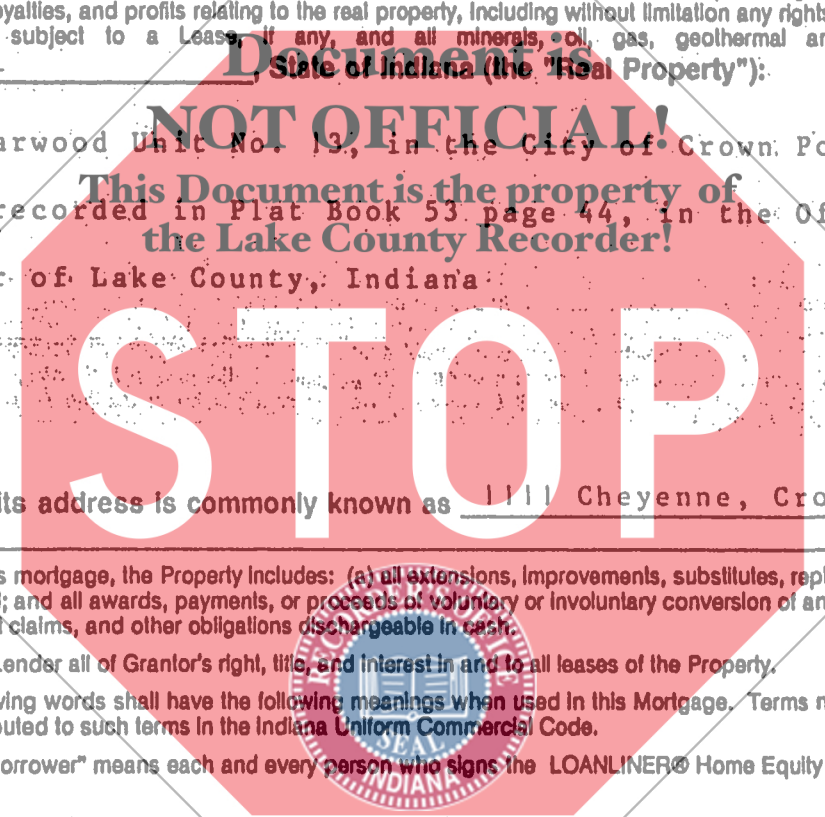 oyalties, and profits relating to the real property, including without limitation any rights
subject to a Lease, if any, and all minerals, oil, gas, geothermal an
Document is
, State of Indiana (the "Real Property"):
NOT OFFICIAL!
arwood Unit No. 13, in the City of Crown Po
This Document is the property of
recorded in Plat Book 53 page 44, in the Of
the Lake County Recorder!
r of Lake County, Indiana
STOP
its address is commonly known as 1111 Cheyenne, Cro
s mortgage, the Property includes: (a) all extensions, improvements, substitutes, repl
; and all awards, payments, or proceeds of voluntary or involuntary conversion of an
t claims, and other obligations dischargeable in cash.
ender all of Grantor's right, title, and interest in and to all leases of the Property.
ving words shall have the following meanings when used in this Mortgage. Terms n
buted to such terms in the Indiana Uniform Commercial Code.
orrower" means each and every person who signs the LOANLINER® Home Equity
RECORDER'S STATE
SEAL
INDIANA